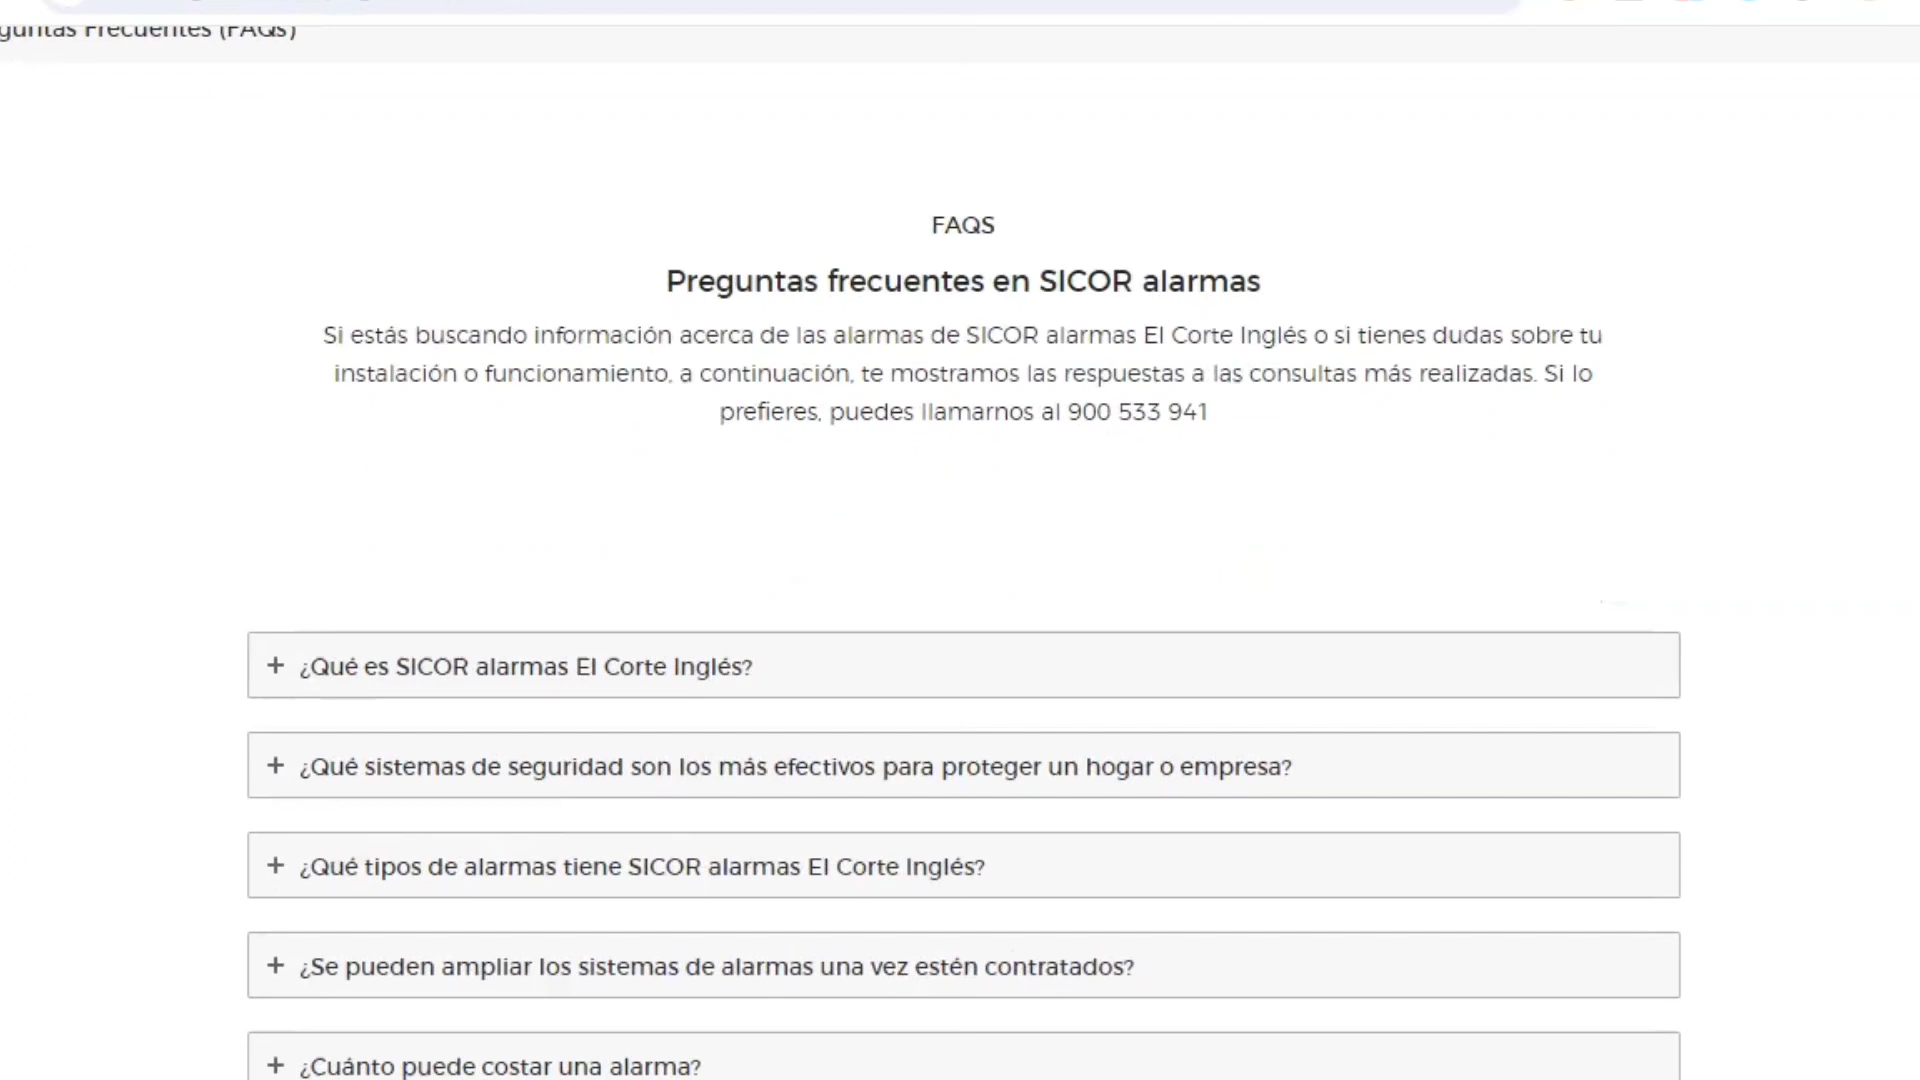 Preguntas Frecuentes (FAQs)
FAQS
Preguntas frecuentes en SICOR alarmas
Si estás buscando información acerca de las alarmas de SICOR alarmas El Corte Inglés o si tienes dudas sobre tu
instalación o funcionamiento, a continuación, te mostramos las respuestas a las consultas más realizadas. Si lo
prefieres, puedes llamarnos al 900 533 941
+ ¿Qué es SICOR alarmas El Corte Inglés?
+ ¿Qué sistemas de seguridad son los más efectivos para proteger un hogar o empresa?
+ ¿Qué tipos de alarmas tiene SICOR alarmas El Corte Inglés?
+ ¿Se pueden ampliar los sistemas de alarmas una vez estén contratados?
+ ¿Cuánto puede costar una alarma?